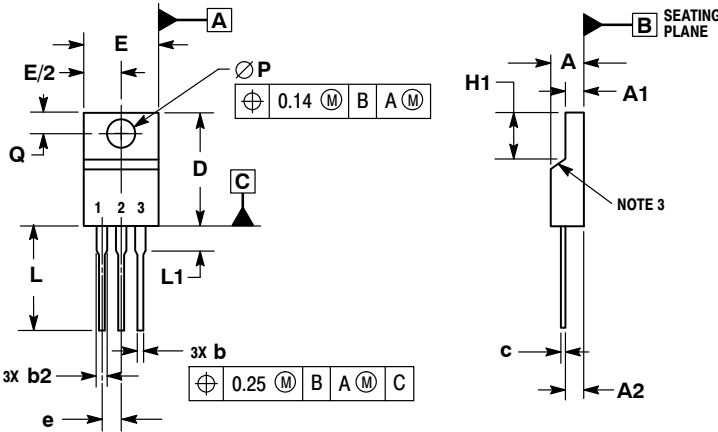 A
E
E/2
Ø P
⌖ 0.14 Ⓜ B A Ⓜ
Q
D
C
1 2 3
L
L1
3X b
3X b2
⌖ 0.25 Ⓜ B A Ⓜ C
e
B SEATING
PLANE
A
H1
A1
NOTE 3
c
A2